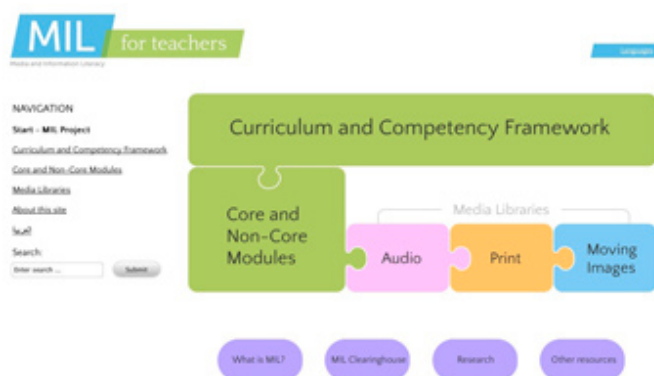 MIL for teachers
Media and Information Literacy
Languages
NAVIGATION
Start - MIL Project
Curriculum and Competency Framework
Core and Non-Core Modules
Media Libraries
About this site
العربية
Search:
Enter search ...
Submit
Curriculum and Competency Framework
Core and
Non-Core
Modules
Media Libraries
Audio
Print
Moving
Images
What is MIL?
MIL Clearinghouse
Research
Other resources